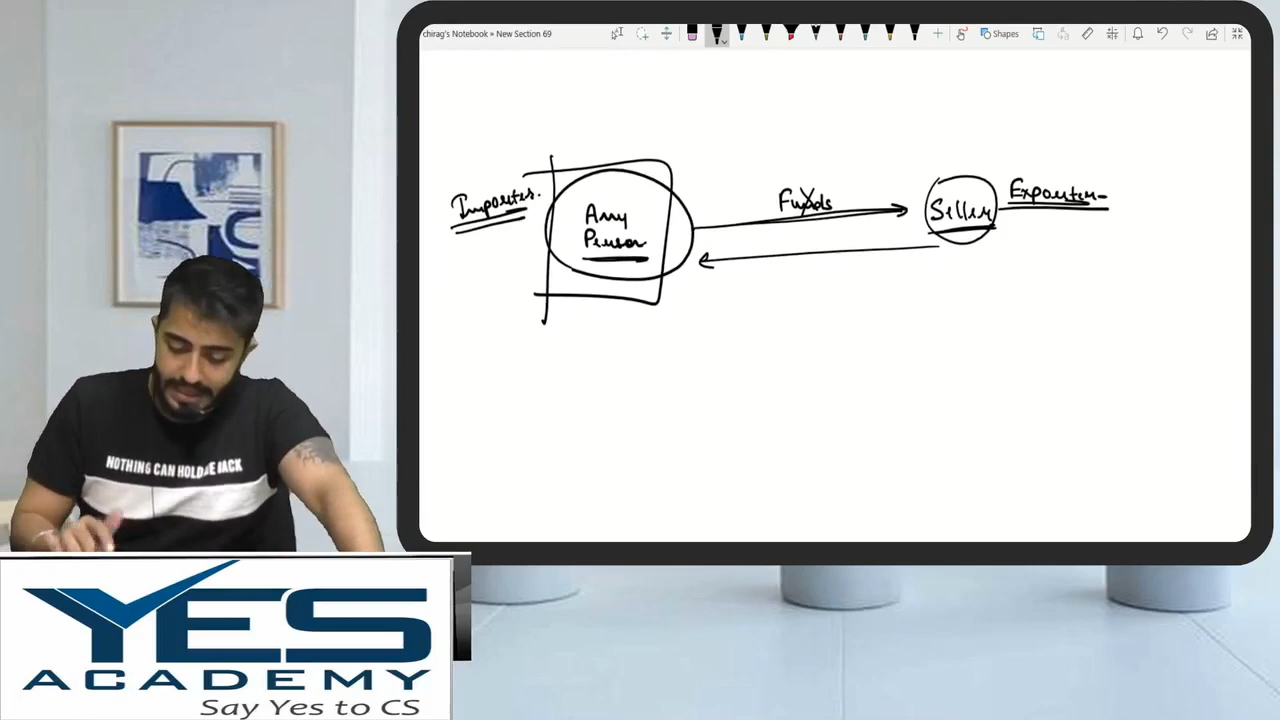 chirag's Notebook » New Section 69
Shapes
Importer.
Any
Person
Funds
Seller
Exporter
NOTHING CAN HOLD ME BACK
YES
ACADEMY
Say Yes to CS